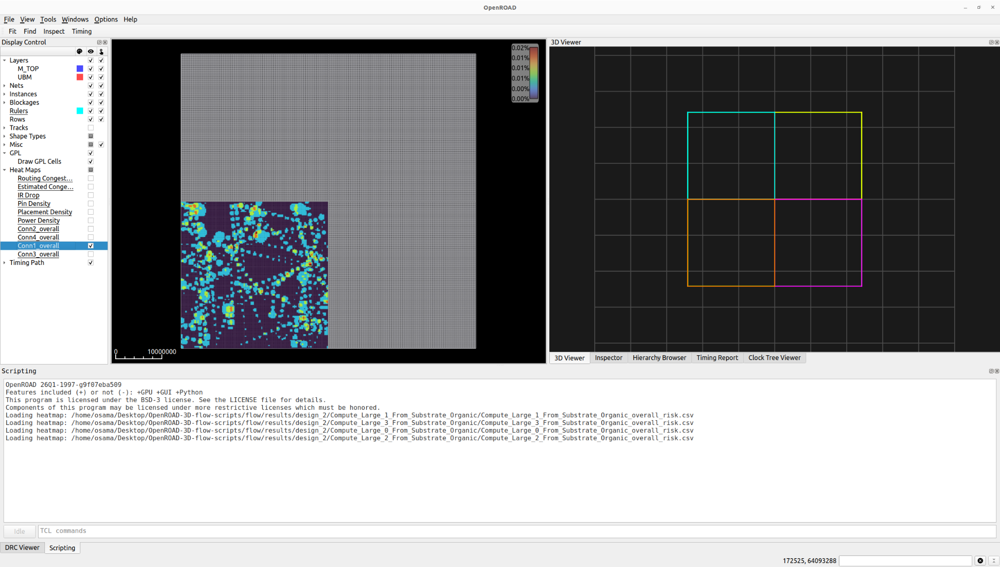 OpenROAD
File View Tools Windows Options Help
Fit Find Inspect Timing
Display Control
Layers
M_TOP
UBM
Nets
Instances
Blockages
Rulers
Rows
Tracks
Shape Types
Misc
GPL
Draw GPL Cells
Heat Maps
Routing Congest...
Estimated Conge...
IR Drop
Pin Density
Placement Density
Power Density
Conn2_overall
Conn4_overall
Conn1_overall
Conn3_overall
Timing Path
0.02%
0.01%
0.01%
0.01%
0.00%
0.00%
0 10000000
3D Viewer
3D Viewer Inspector Hierarchy Browser Timing Report Clock Tree Viewer
Scripting
OpenROAD 26Q1-1997-g9f07eba509
Features included (+) or not (-): +GPU +GUI +Python
This program is licensed under the BSD-3 license. See the LICENSE file for details.
Components of this program may be licensed under more restrictive licenses which must be honored.
Loading heatmap: /home/osama/Desktop/OpenROAD-3D-flow-scripts/flow/results/design_2/Compute_Large_1_From_Substrate_Organic/Compute_Large_1_From_Substrate_Organic_overall_risk.csv
Loading heatmap: /home/osama/Desktop/OpenROAD-3D-flow-scripts/flow/results/design_2/Compute_Large_3_From_Substrate_Organic/Compute_Large_3_From_Substrate_Organic_overall_risk.csv
Loading heatmap: /home/osama/Desktop/OpenROAD-3D-flow-scripts/flow/results/design_2/Compute_Large_0_From_Substrate_Organic/Compute_Large_0_From_Substrate_Organic_overall_risk.csv
Loading heatmap: /home/osama/Desktop/OpenROAD-3D-flow-scripts/flow/results/design_2/Compute_Large_2_From_Substrate_Organic/Compute_Large_2_From_Substrate_Organic_overall_risk.csv
Idle
TCL commands
DRC Viewer Scripting
172525, 64093288